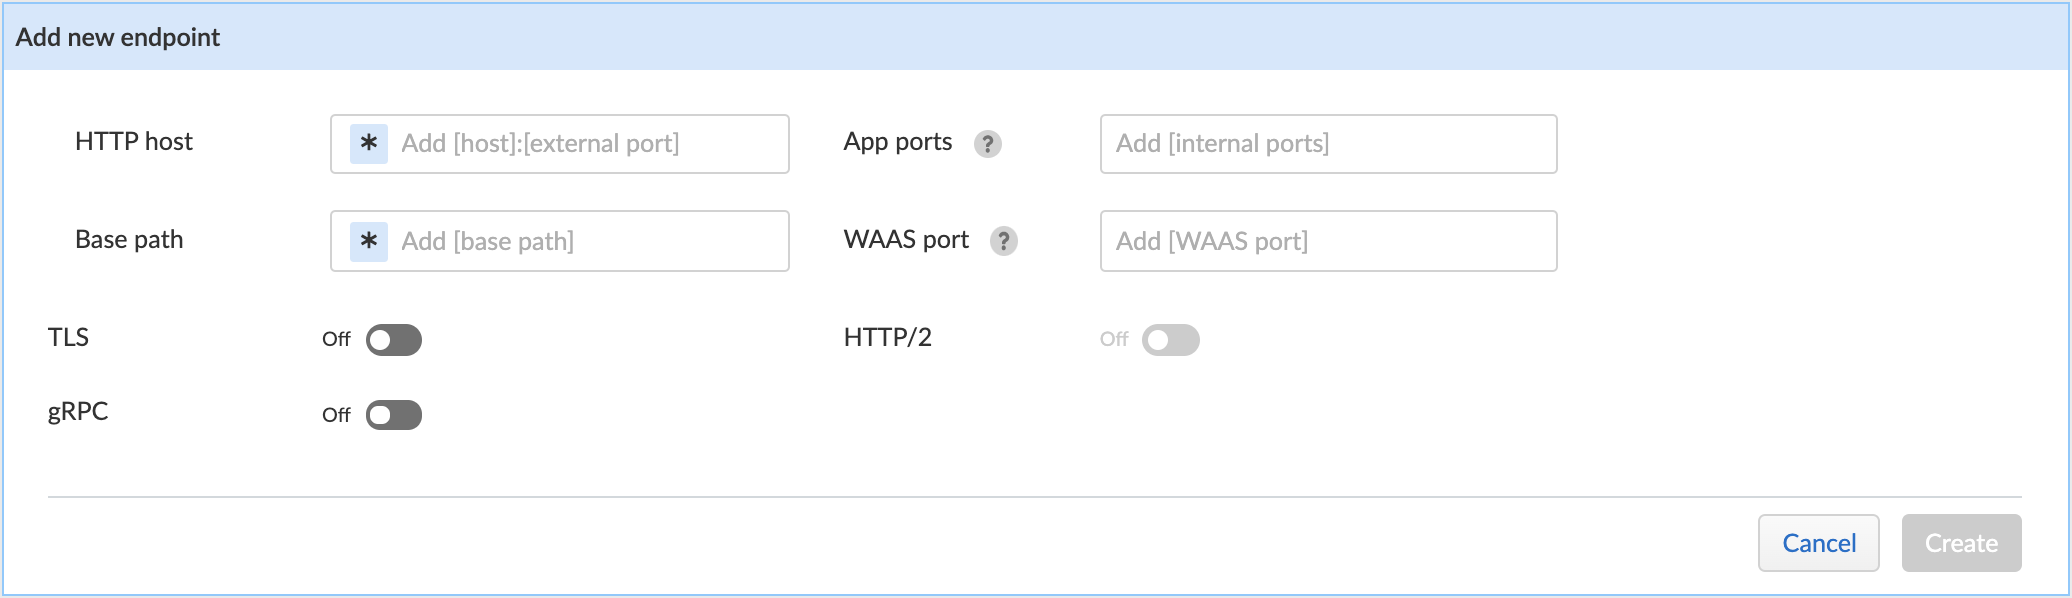 Add new endpoint
HTTP host * Add [host]:[external port] App ports ? Add [internal ports]
Base path * Add [base path] WAAS port ? Add [WAAS port]
TLS Off HTTP/2 Off
gRPC Off
Cancel Create